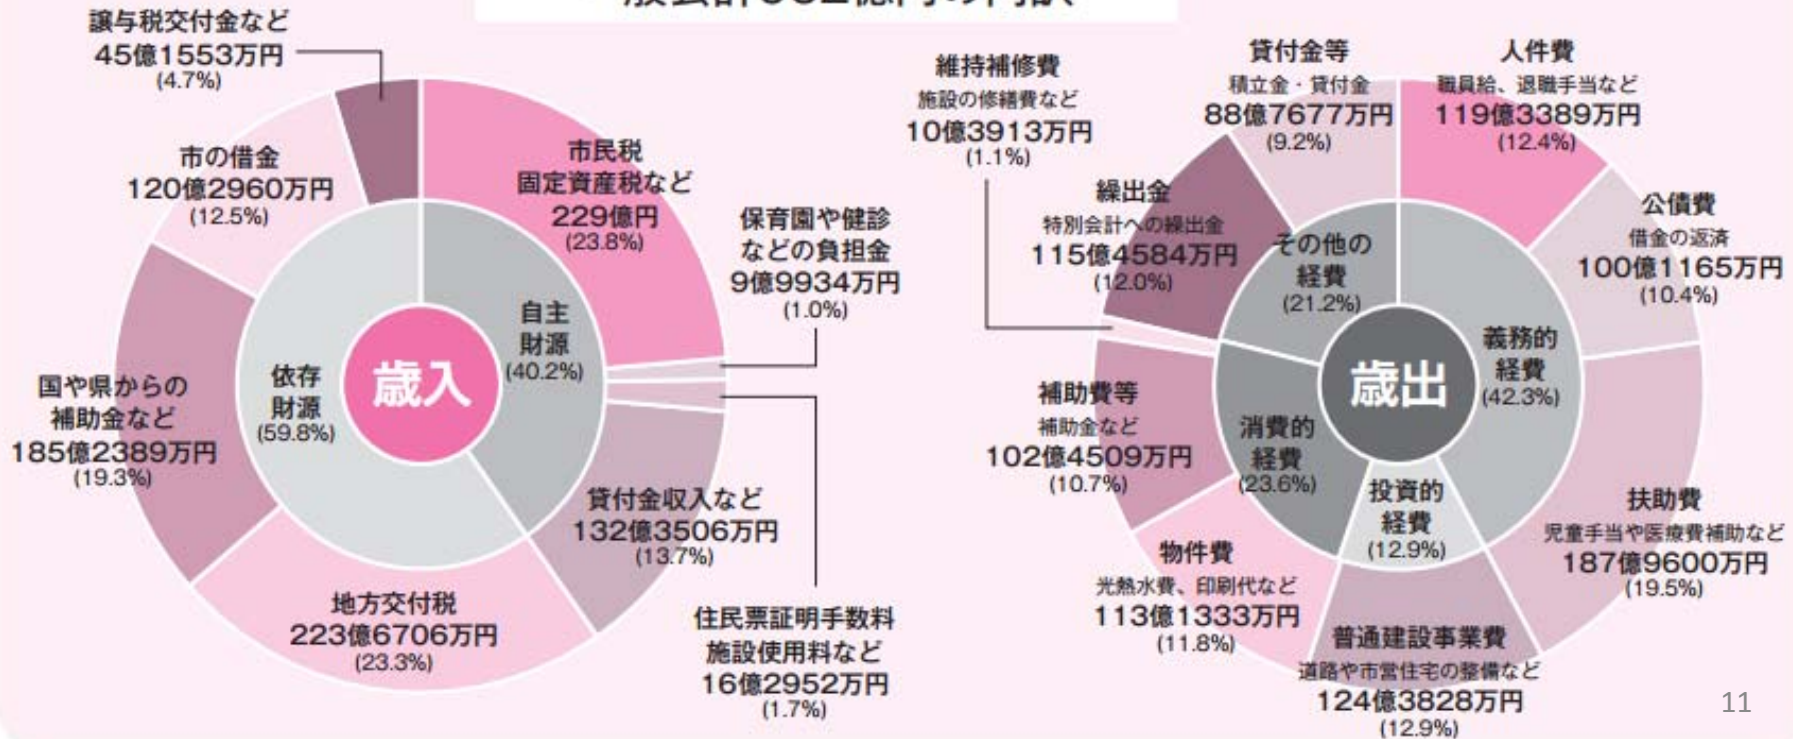 譲与税交付金など
45億1553万円
(4.7%)
市の借金
120億2960万円
(12.5%)
国や県からの
補助金など
185億2389万円
(19.3%)
地方交付税
223億6706万円
(23.3%)
依存
財源
(59.8%)
歳入
自主
財源
(40.2%)
市民税
固定資産税など
229億円
(23.8%)
保育園や健診
などの負担金
9億9934万円
(1.0%)
貸付金収入など
132億3506万円
(13.7%)
住民票証明手数料
施設使用料など
16億2952万円
(1.7%)
維持補修費
施設の修繕費など
10億3913万円
(1.1%)
貸付金等
積立金・貸付金
88億7677万円
(9.2%)
人件費
職員給、退職手当など
119億3389万円
(12.4%)
繰出金
特別会計への繰出金
115億4584万円
(12.0%)
その他の
経費
(21.2%)
公債費
借金の返済
100億1165万円
(10.4%)
歳出
義務的
経費
(42.3%)
補助費等
補助金など
102億4509万円
(10.7%)
消費的
経費
(23.6%)
投資的
経費
(12.9%)
扶助費
児童手当や医療費補助など
187億9600万円
(19.5%)
物件費
光熱水費、印刷代など
113億1333万円
(11.8%)
普通建設事業費
道路や市営住宅の整備など
124億3828万円
(12.9%)
11